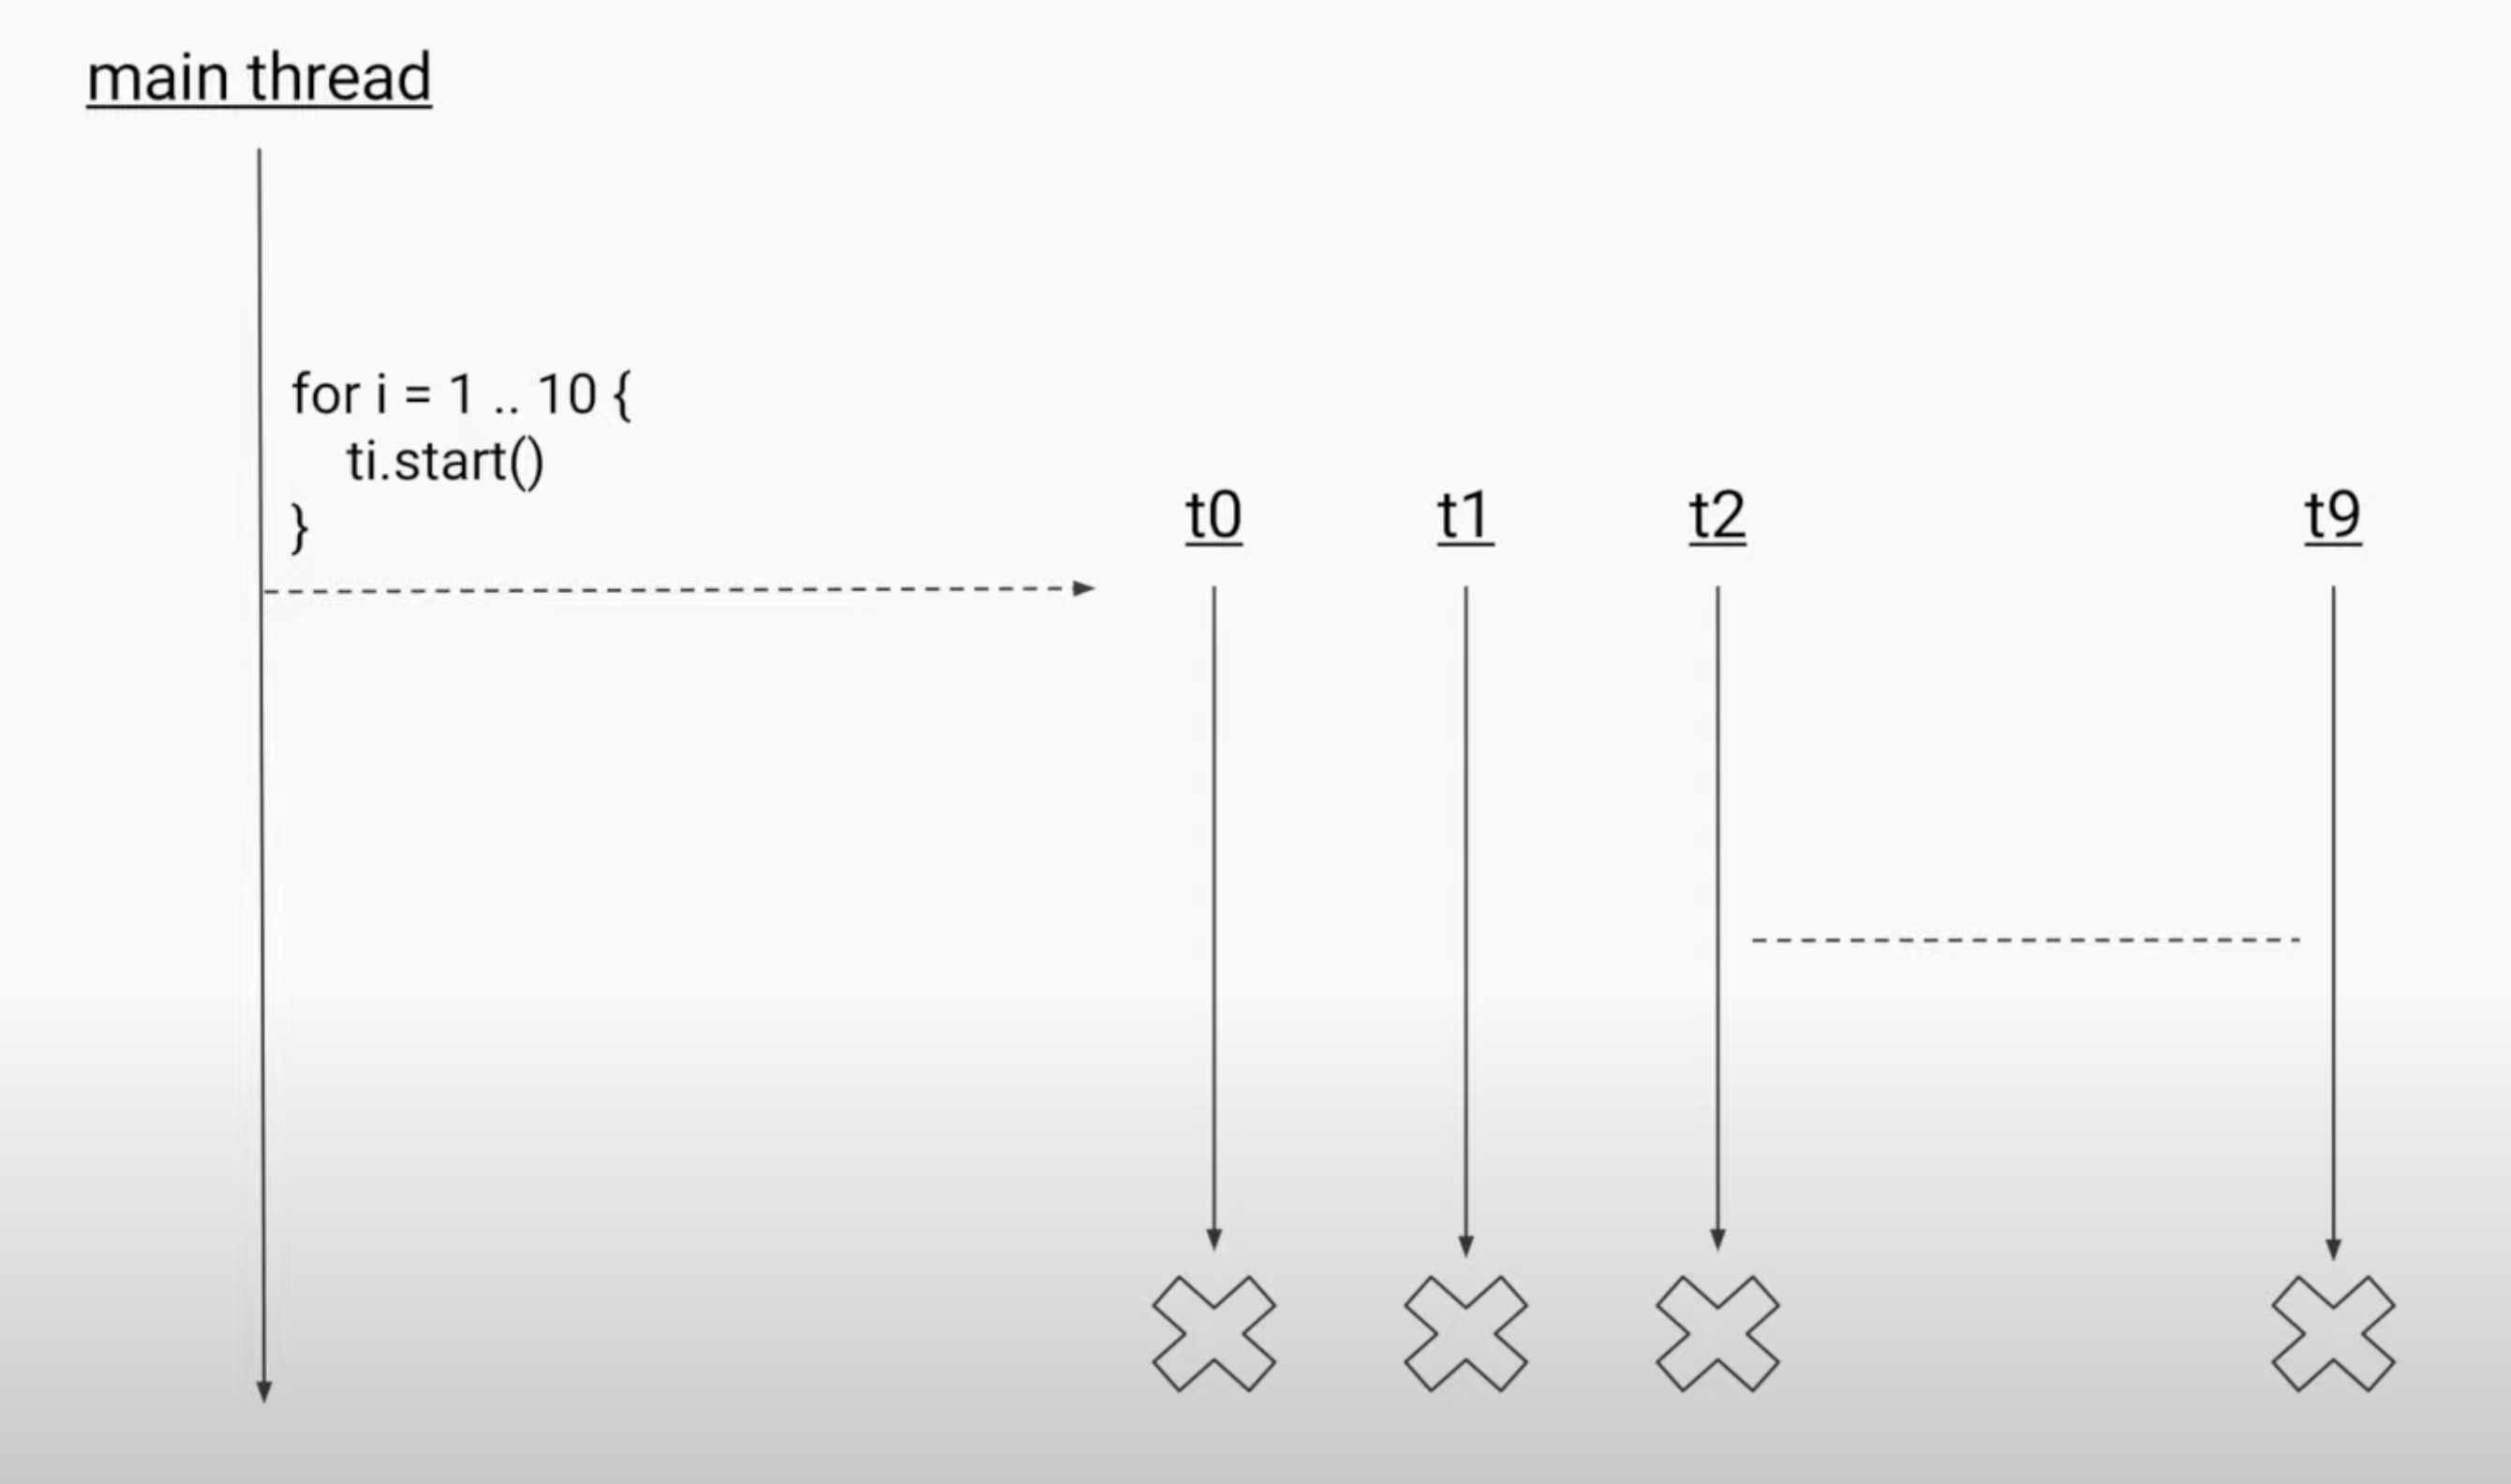 main thread
for i = 1 .. 10 {
ti.start()
}
t0 t1 t2 t9